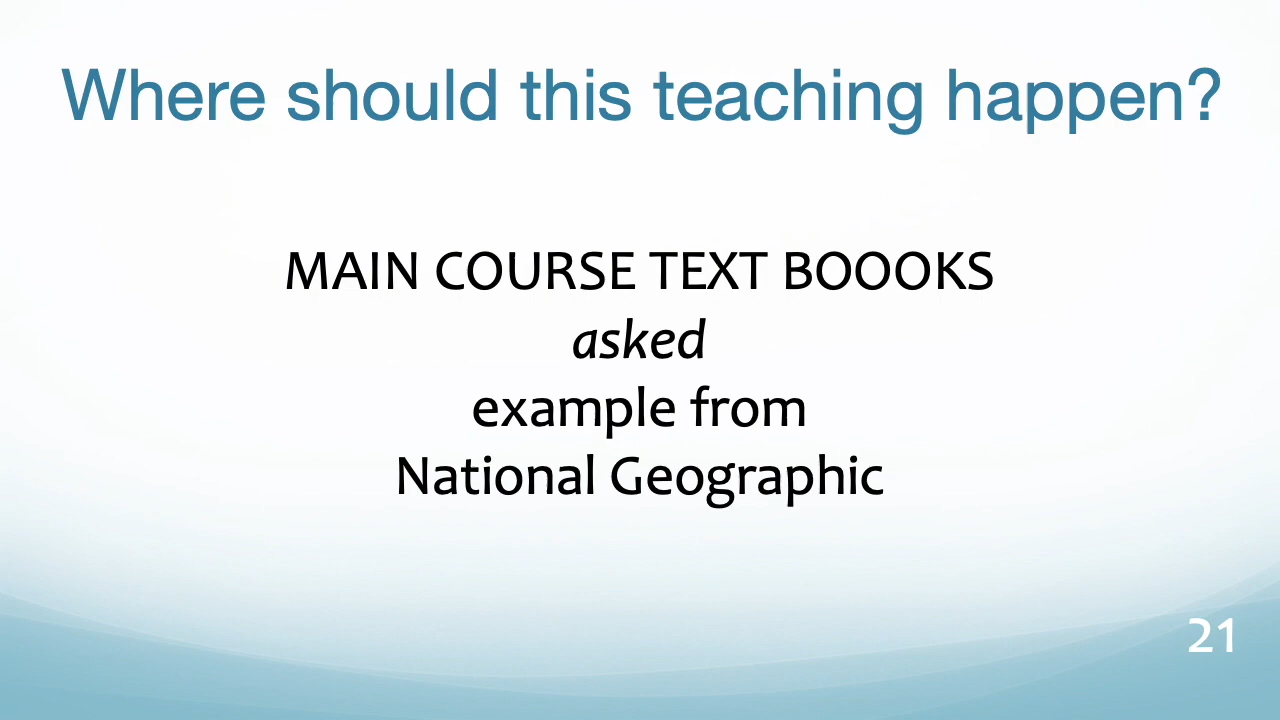 Where should this teaching happen?
MAIN COURSE TEXT BOOOKS
asked
example from
National Geographic
21